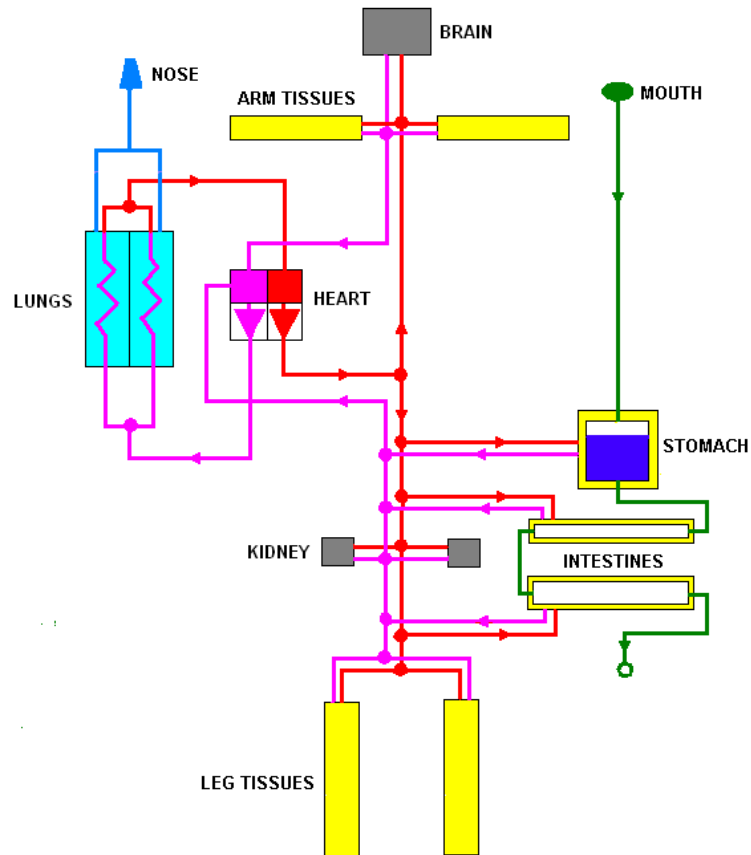 BRAIN
NOSE
ARM TISSUES
MOUTH
LUNGS
HEART
STOMACH
KIDNEY
INTESTINES
LEG TISSUES